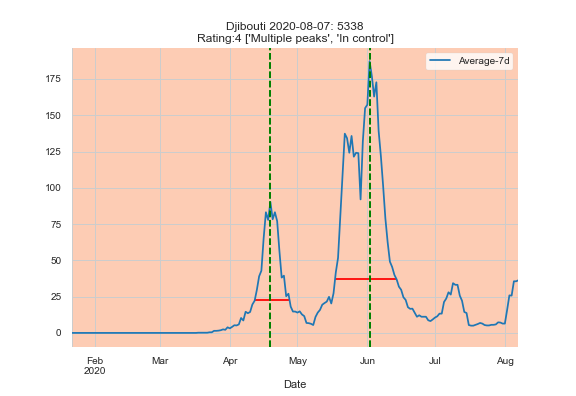 Djibouti 2020-08-07: 5338
Rating:4 ['Multiple peaks', 'In control']
Average-7d
175
150
125
100
75
50
25
0
Feb
2020
Mar
Apr
May
Jun
Jul
Aug
Date